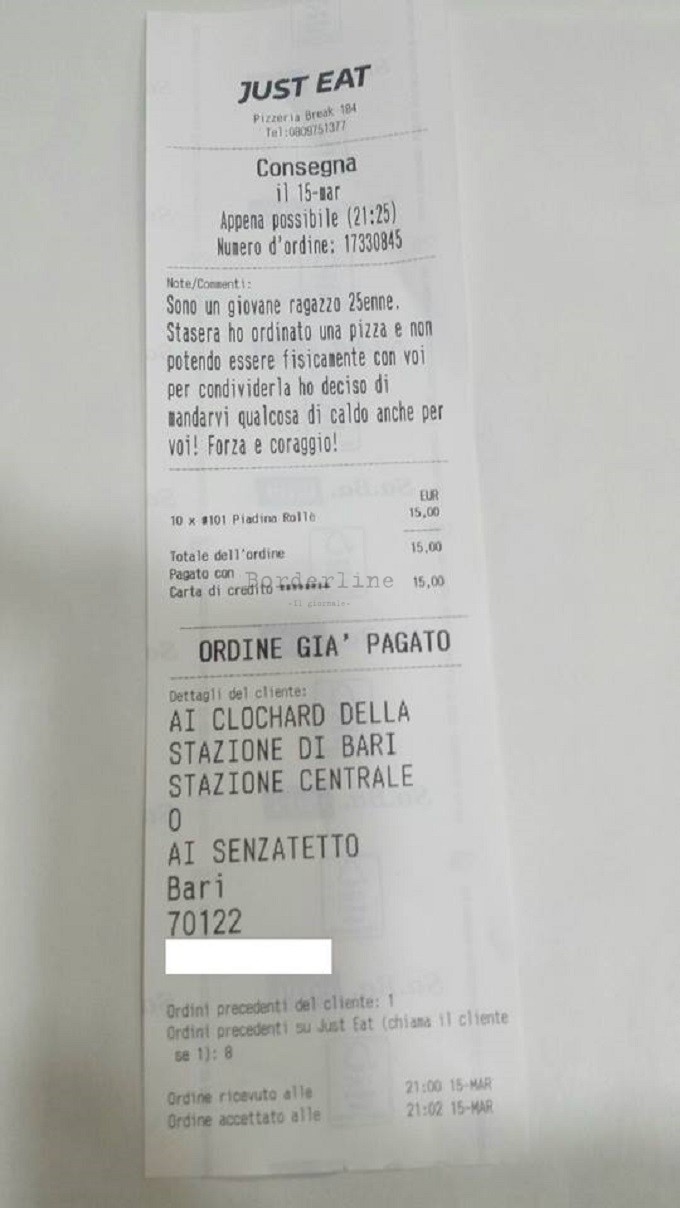 JUST EAT
Pizzeria Break 104
Tel:0809751377
Consegna
il 15-mar
Appena possibile (21:25)
Numero d'ordine: 17330845
Note/Commenti:
Sono un giovane ragazzo 25enne.
Stasera ho ordinato una pizza e non
potendo essere fisicamente con voi
per condividerla ho deciso di
mandarvi qualcosa di caldo anche per
voi! Forza e coraggio!
EUR
10 x #101 Piadina Rollè 15,00
Totale dell'ordine 15,00
Pagato con
Carta di credito ******** 15,00
Borderline
-Il giornale-
ORDINE GIA' PAGATO
Dettagli del cliente:
AI CLOCHARD DELLA
STAZIONE DI BARI
STAZIONE CENTRALE
O
AI SENZATETTO
Bari
70122
Ordini precedenti del cliente: 1
Ordini precedenti su Just Eat (chiama il cliente
se 1): 8
Ordine ricevuto alle 21:00 15-MAR
Ordine accettato alle 21:02 15-MAR